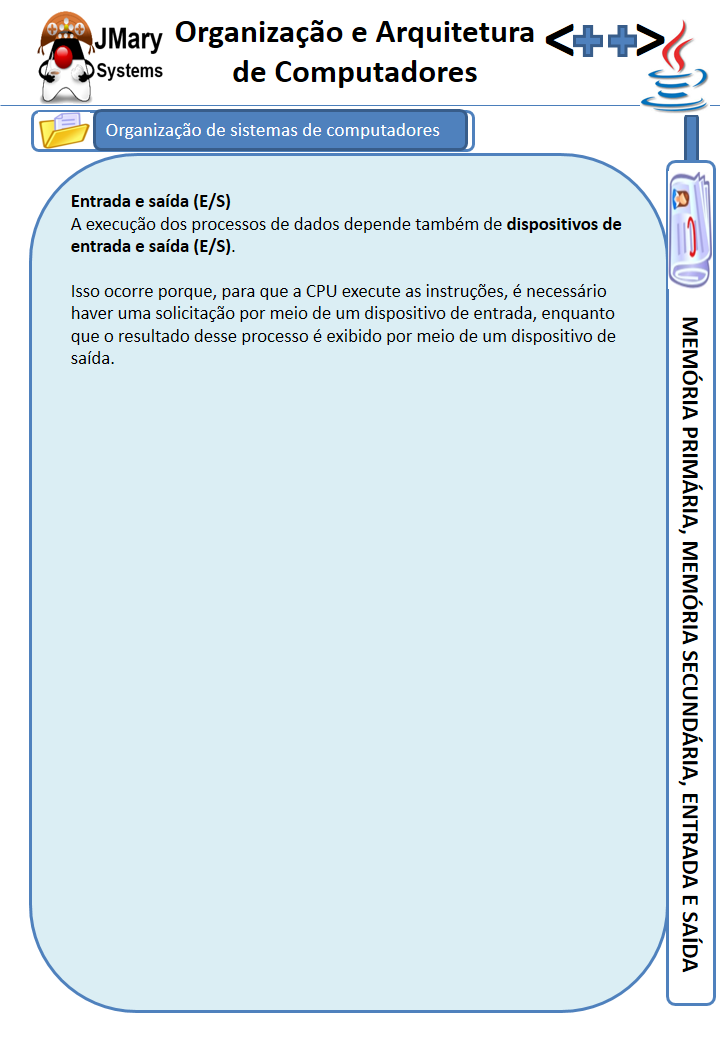 JMary
Systems
Organização e Arquitetura
de Computadores
<++>
Organização de sistemas de computadores
Entrada e saída (E/S)
A execução dos processos de dados depende também de dispositivos de
entrada e saída (E/S).
Isso ocorre porque, para que a CPU execute as instruções, é necessário
haver uma solicitação por meio de um dispositivo de entrada, enquanto
que o resultado desse processo é exibido por meio de um dispositivo de
saída.
MEMÓRIA PRIMÁRIA, MEMÓRIA SECUNDÁRIA, ENTRADA E SAÍDA